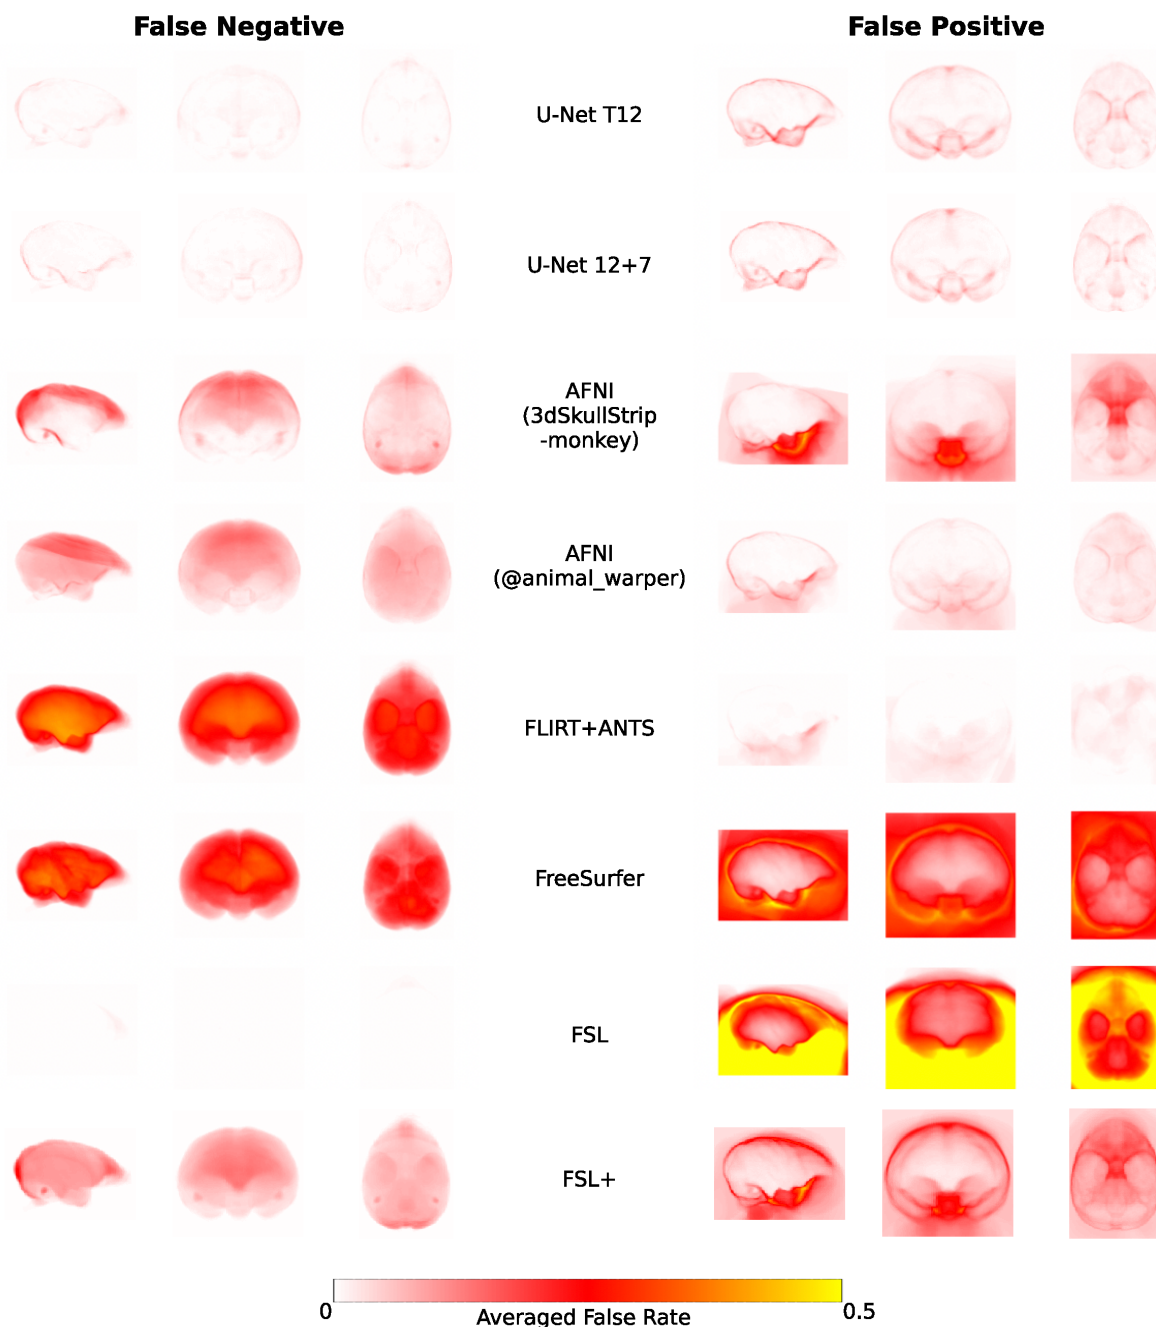 False Negative
False Positive
U-Net T12
U-Net 12+7
AFNI
(3dSkullStrip
-monkey)
AFNI
(@animal_warper)
FLIRT+ANTS
FreeSurfer
FSL
FSL+
0
0.5
Averaged False Rate